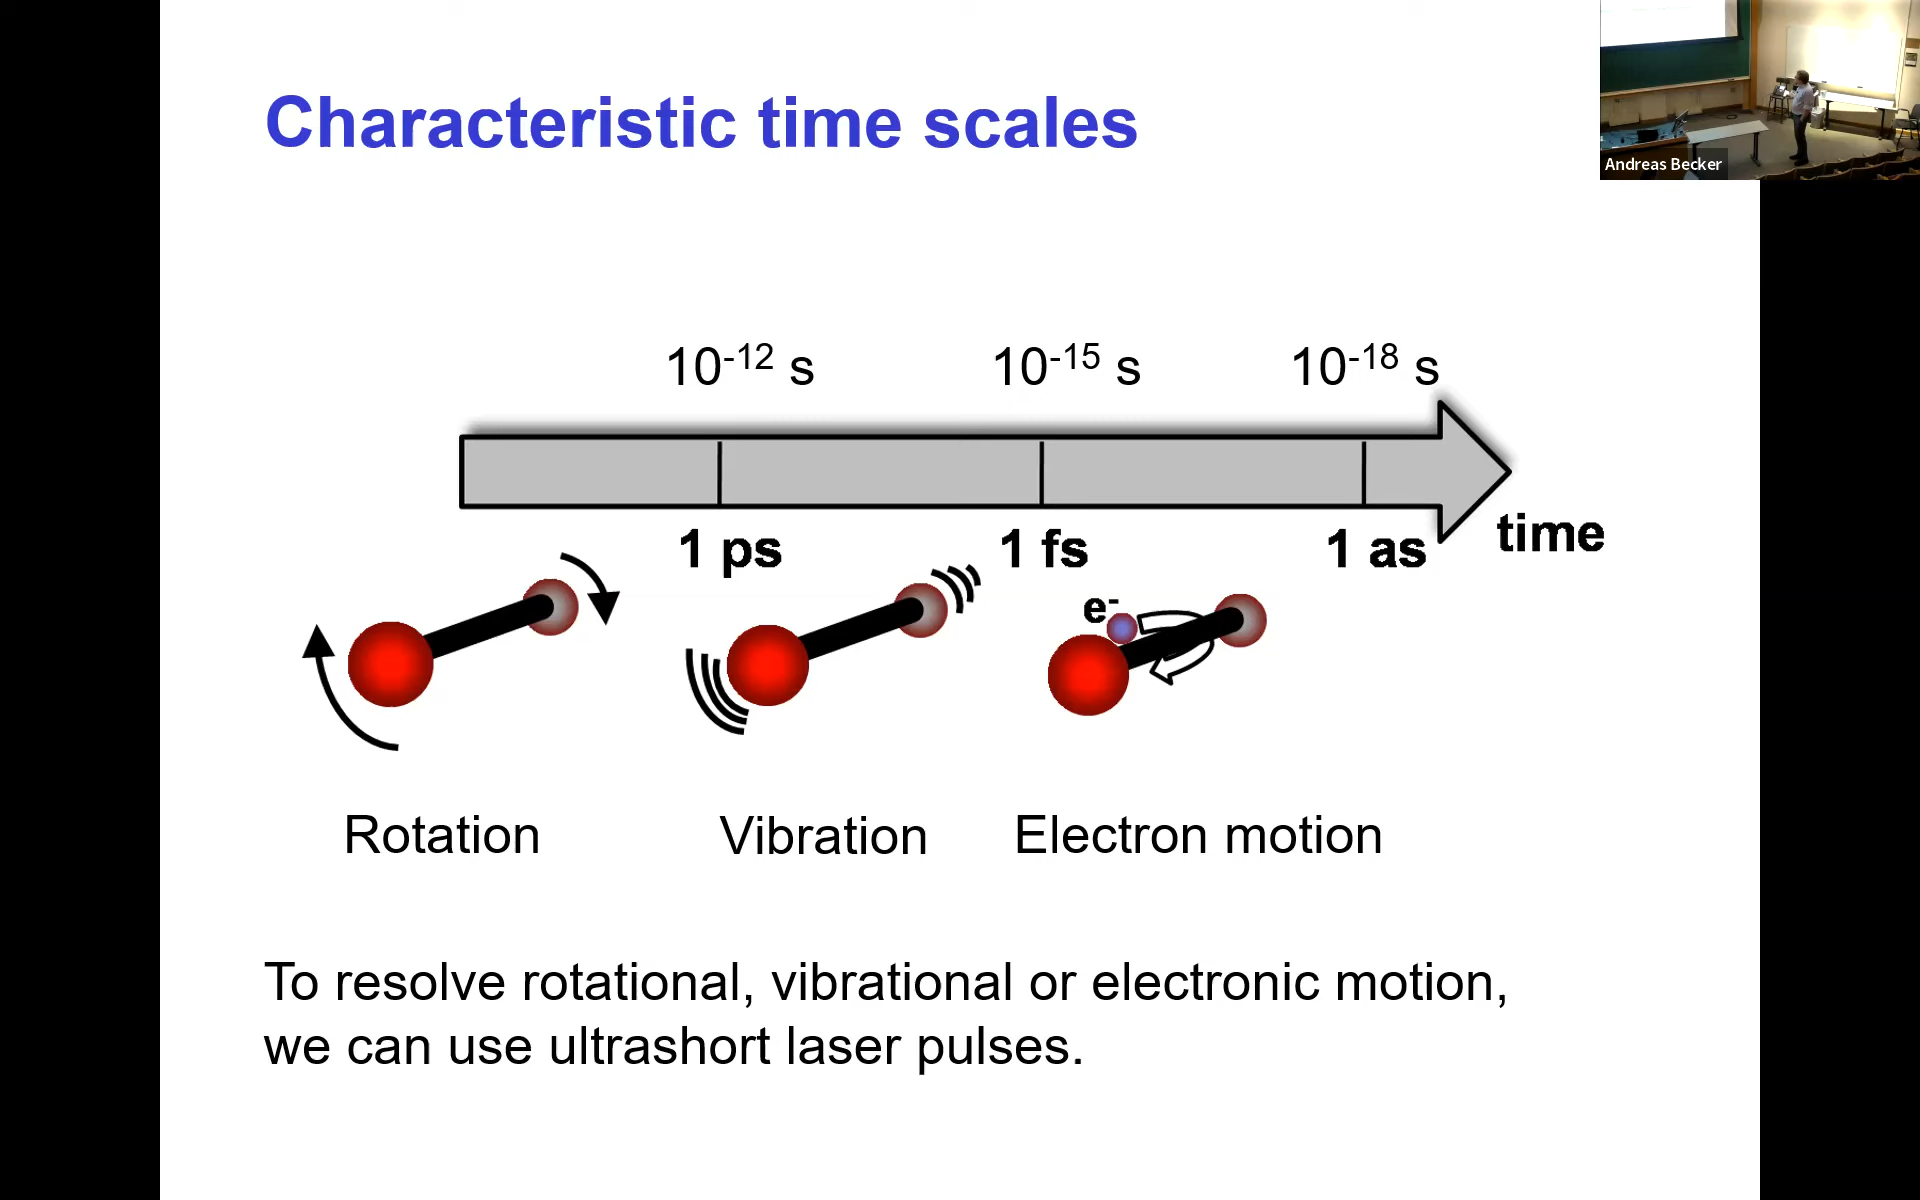 Characteristic time scales
Andreas Becker
10⁻¹² s 10⁻¹⁵ s 10⁻¹⁸ s
1 ps 1 fs 1 as time
e⁻
Rotation Vibration Electron motion
To resolve rotational, vibrational or electronic motion,
we can use ultrashort laser pulses.